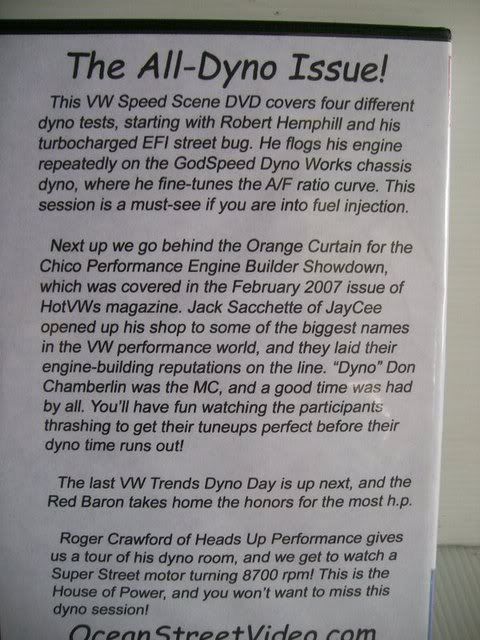 The All-Dyno Issue!
This VW Speed Scene DVD covers four different
dyno tests, starting with Robert Hemphill and his
turbocharged EFI street bug. He flogs his engine
repeatedly on the GodSpeed Dyno Works chassis
dyno, where he fine-tunes the A/F ratio curve. This
session is a must-see if you are into fuel injection.
Next up we go behind the Orange Curtain for the
Chico Performance Engine Builder Showdown,
which was covered in the February 2007 issue of
HotVWs magazine. Jack Sacchette of JayCee
opened up his shop to some of the biggest names
in the VW performance world, and they laid their
engine-building reputations on the line. "Dyno" Don
Chamberlin was the MC, and a good time was had
by all. You'll have fun watching the participants
thrashing to get their tuneups perfect before their
dyno time runs out!
The last VW Trends Dyno Day is up next, and the
Red Baron takes home the honors for the most h.p.
Roger Crawford of Heads Up Performance gives
us a tour of his dyno room, and we get to watch a
Super Street motor turning 8700 rpm! This is the
House of Power, and you won't want to miss this
dyno session!
OceanStreetVideo.com